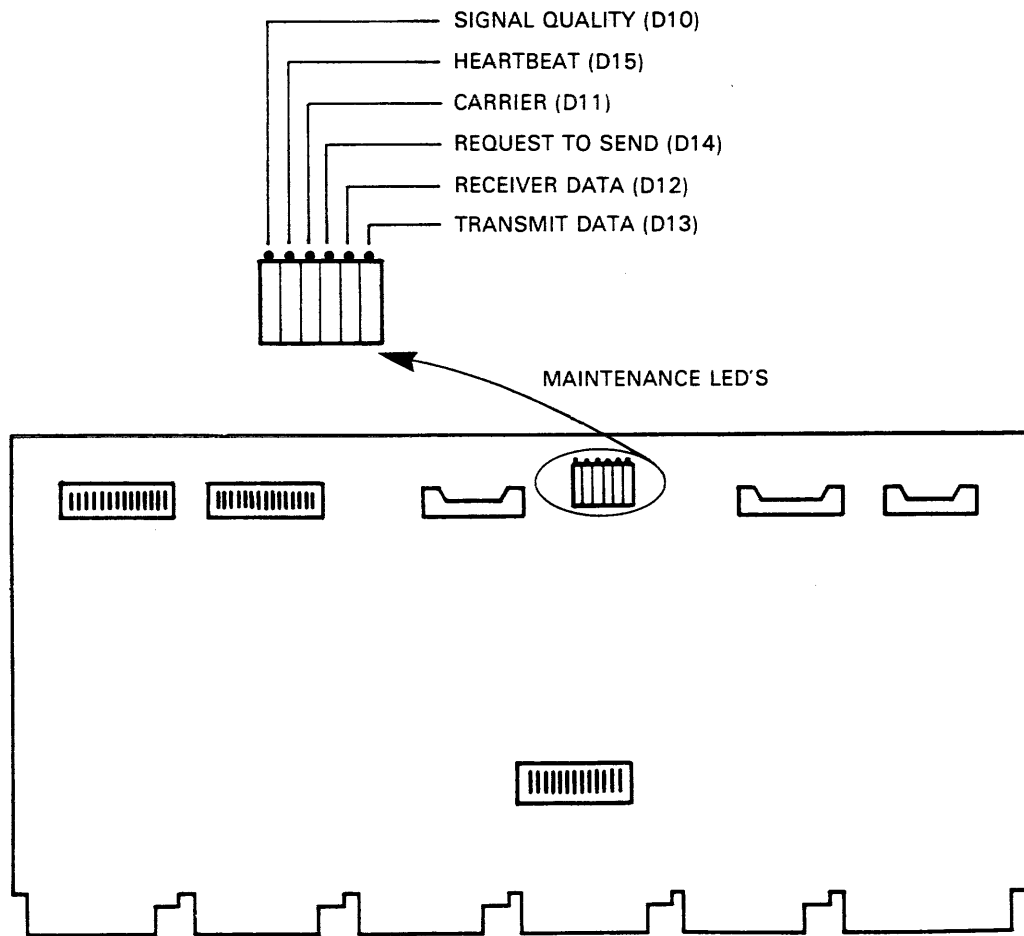 SIGNAL QUALITY (D10)
HEARTBEAT (D15)
CARRIER (D11)
REQUEST TO SEND (D14)
RECEIVER DATA (D12)
TRANSMIT DATA (D13)
MAINTENANCE LED'S